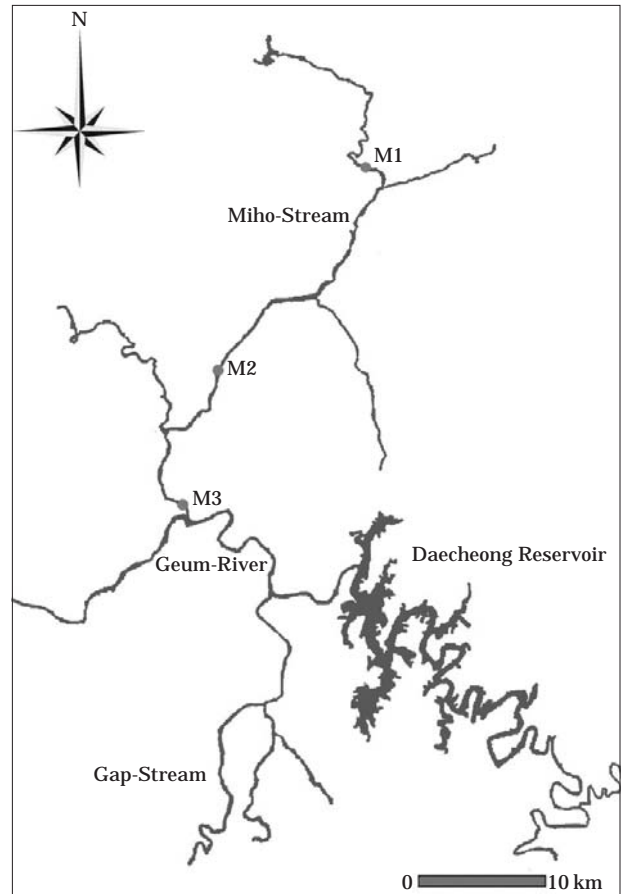 N
M1
Miho-Stream
M2
M3
Geum-River
Daecheong Reservoir
Gap-Stream
0 10 km